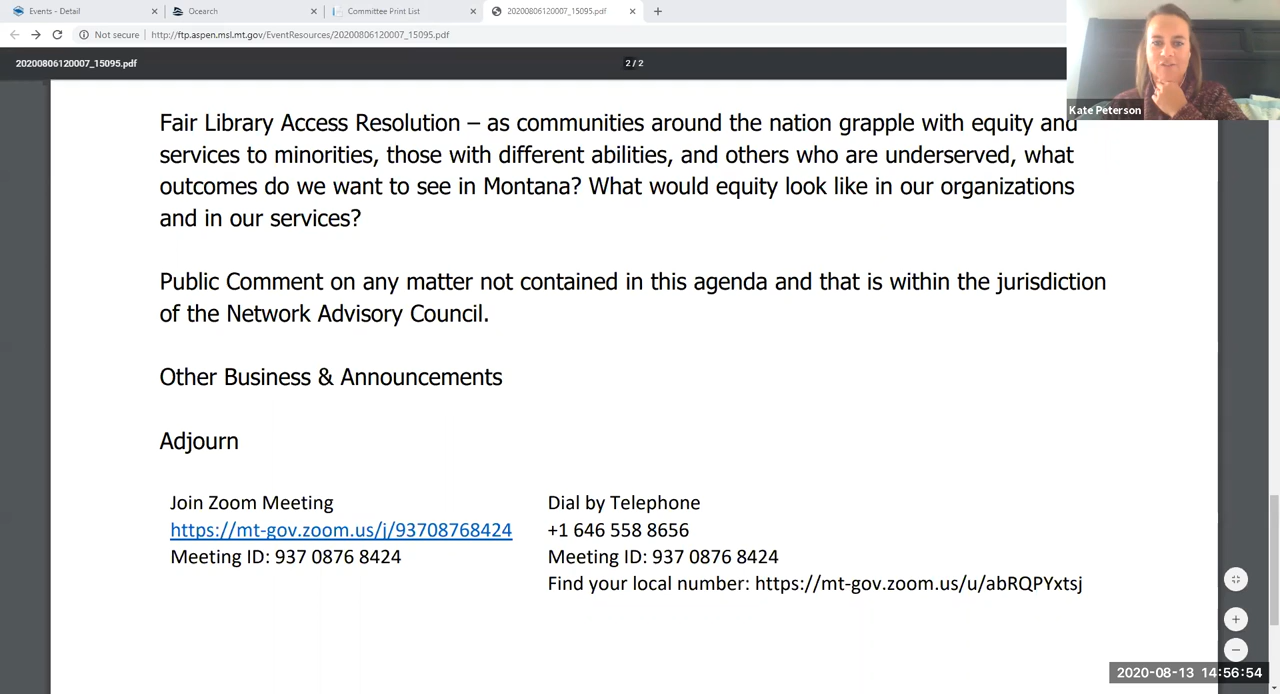 Events - Detail
Ocearch
Committee Print List
20200806120007_15095.pdf
Not secure | http://ftp.aspen.msl.mt.gov/EventResources/20200806120007_15095.pdf
20200806120007_15095.pdf
2 / 2
Kate Peterson
Fair Library Access Resolution – as communities around the nation grapple with equity and
services to minorities, those with different abilities, and others who are underserved, what
outcomes do we want to see in Montana? What would equity look like in our organizations
and in our services?
Public Comment on any matter not contained in this agenda and that is within the jurisdiction
of the Network Advisory Council.
Other Business & Announcements
Adjourn
Join Zoom Meeting
https://mt-gov.zoom.us/j/93708768424
Meeting ID: 937 0876 8424
Dial by Telephone
+1 646 558 8656
Meeting ID: 937 0876 8424
Find your local number: https://mt-gov.zoom.us/u/abRQPYxtsj
2020-08-13 14:56:54